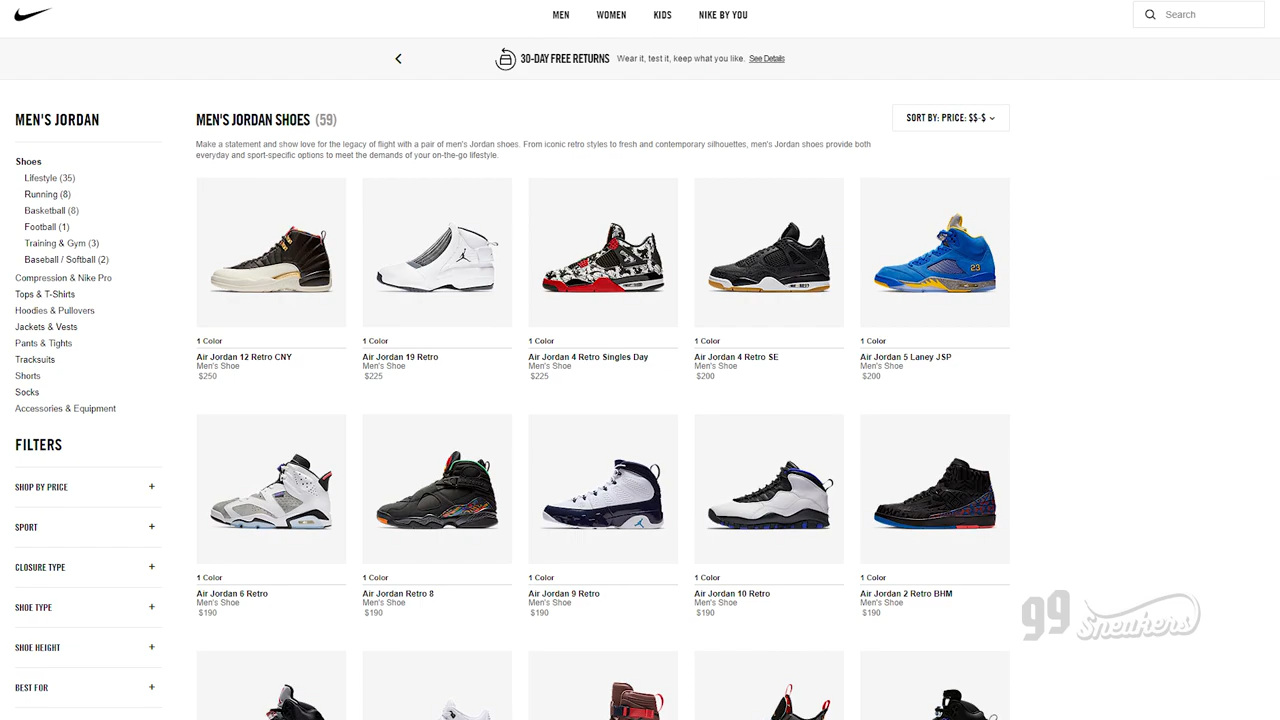 MEN WOMEN KIDS NIKE BY YOU
Search
30-DAY FREE RETURNS Wear it, test it, keep what you like. See Details
MEN'S JORDAN
Shoes
Lifestyle (35)
Running (8)
Basketball (8)
Football (1)
Training & Gym (3)
Baseball / Softball (2)
Compression & Nike Pro
Tops & T-Shirts
Hoodies & Pullovers
Jackets & Vests
Pants & Tights
Tracksuits
Shorts
Socks
Accessories & Equipment
FILTERS
SHOP BY PRICE +
SPORT +
CLOSURE TYPE +
SHOE TYPE +
SHOE HEIGHT +
BEST FOR +
MEN'S JORDAN SHOES (59)
SORT BY: PRICE: $$-$
Make a statement and show love for the legacy of flight with a pair of men's Jordan shoes. From iconic retro styles to fresh and contemporary silhouettes, men's Jordan shoes provide both
everyday and sport-specific options to meet the demands of your on-the-go lifestyle.
23
1 Color
Air Jordan 12 Retro CNY
Men's Shoe
$250
1 Color
Air Jordan 19 Retro
Men's Shoe
$225
1 Color
Air Jordan 4 Retro Singles Day
Men's Shoe
$225
1 Color
Air Jordan 4 Retro SE
Men's Shoe
$200
1 Color
Air Jordan 5 Laney JSP
Men's Shoe
$200
1 Color
Air Jordan 6 Retro
Men's Shoe
$190
1 Color
Air Jordan Retro 8
Men's Shoe
$190
1 Color
Air Jordan 9 Retro
Men's Shoe
$190
1 Color
Air Jordan 10 Retro
Men's Shoe
$190
1 Color
Air Jordan 2 Retro BHM
Men's Shoe
$190
99 Sneakers